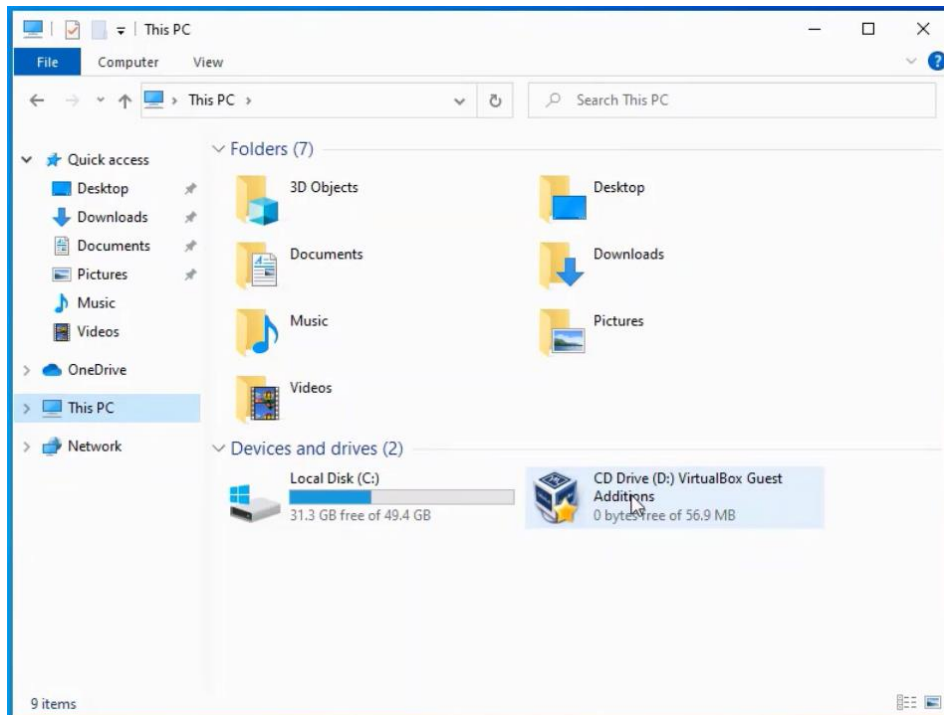 This PC
File Computer View
This PC
Search This PC
Quick access
Desktop
Downloads
Documents
Pictures
Music
Videos
OneDrive
This PC
Network
Folders (7)
3D Objects
Desktop
Documents
Downloads
Music
Pictures
Videos
Devices and drives (2)
Local Disk (C:)
31.3 GB free of 49.4 GB
CD Drive (D:) VirtualBox Guest
Additions
0 bytes free of 56.9 MB
9 items